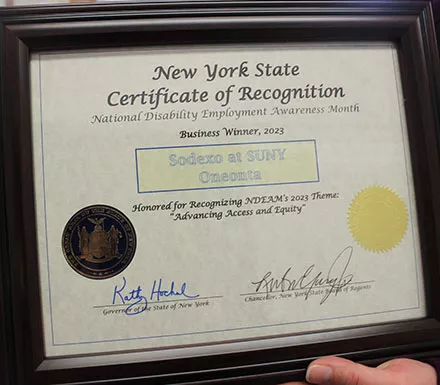 New York State
Certificate of Recognition
National Disability Employment Awareness Month
Business Winner, 2023
Sodexo at SUNY
Oneonta
Honored for Recognizing NDEAM's 2023 Theme:
"Advancing Access and Equity"
Kathy Hochul
Governor of the State of New York
Chancellor, New York State Board of Regents